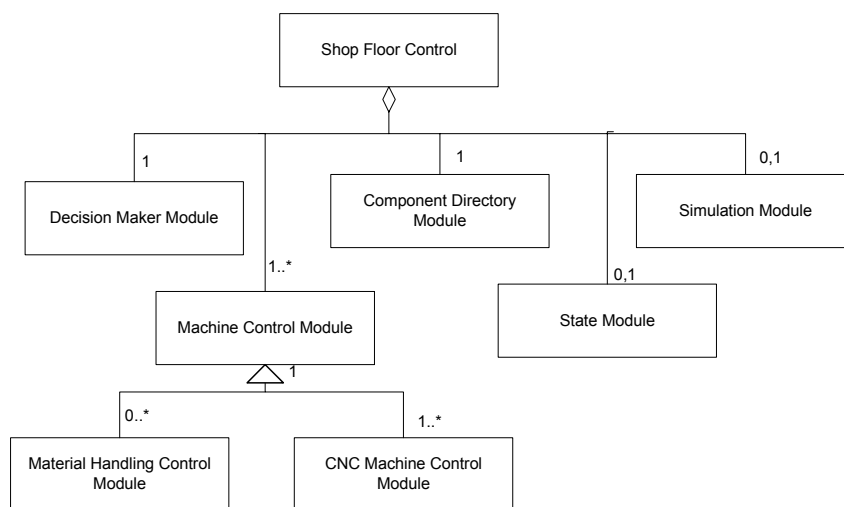 Shop Floor Control
1
1
0,1
Decision Maker Module
Component Directory
Module
Simulation Module
1..*
0,1
Machine Control Module
State Module
1
0..*
1..*
Material Handling Control
Module
CNC Machine Control
Module